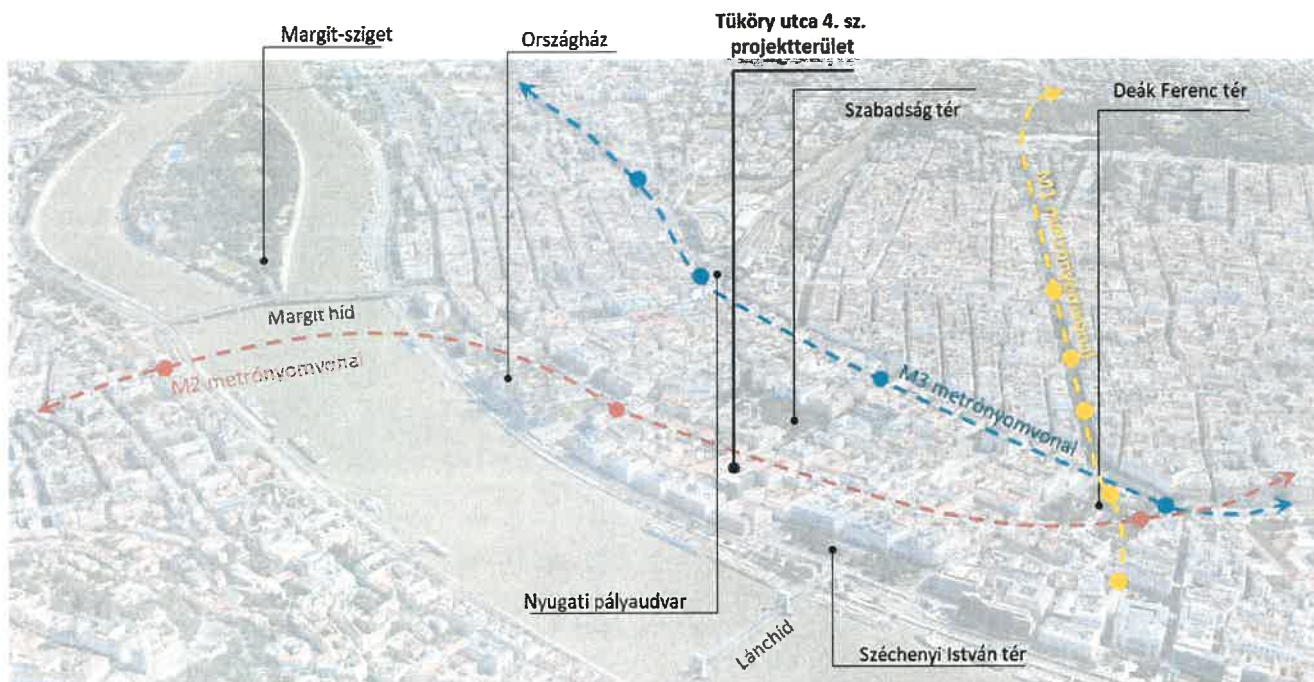 Tüköry utca 4. sz.
projektterület
Margit-sziget
Országház
Szabadság tér
Deák Ferenc tér
M1 metrónyomvonal
Margit híd
M2 metrónyomvonal
M3 metrónyomvonal
Nyugati pályaudvar
Lánchíd
Széchenyi István tér